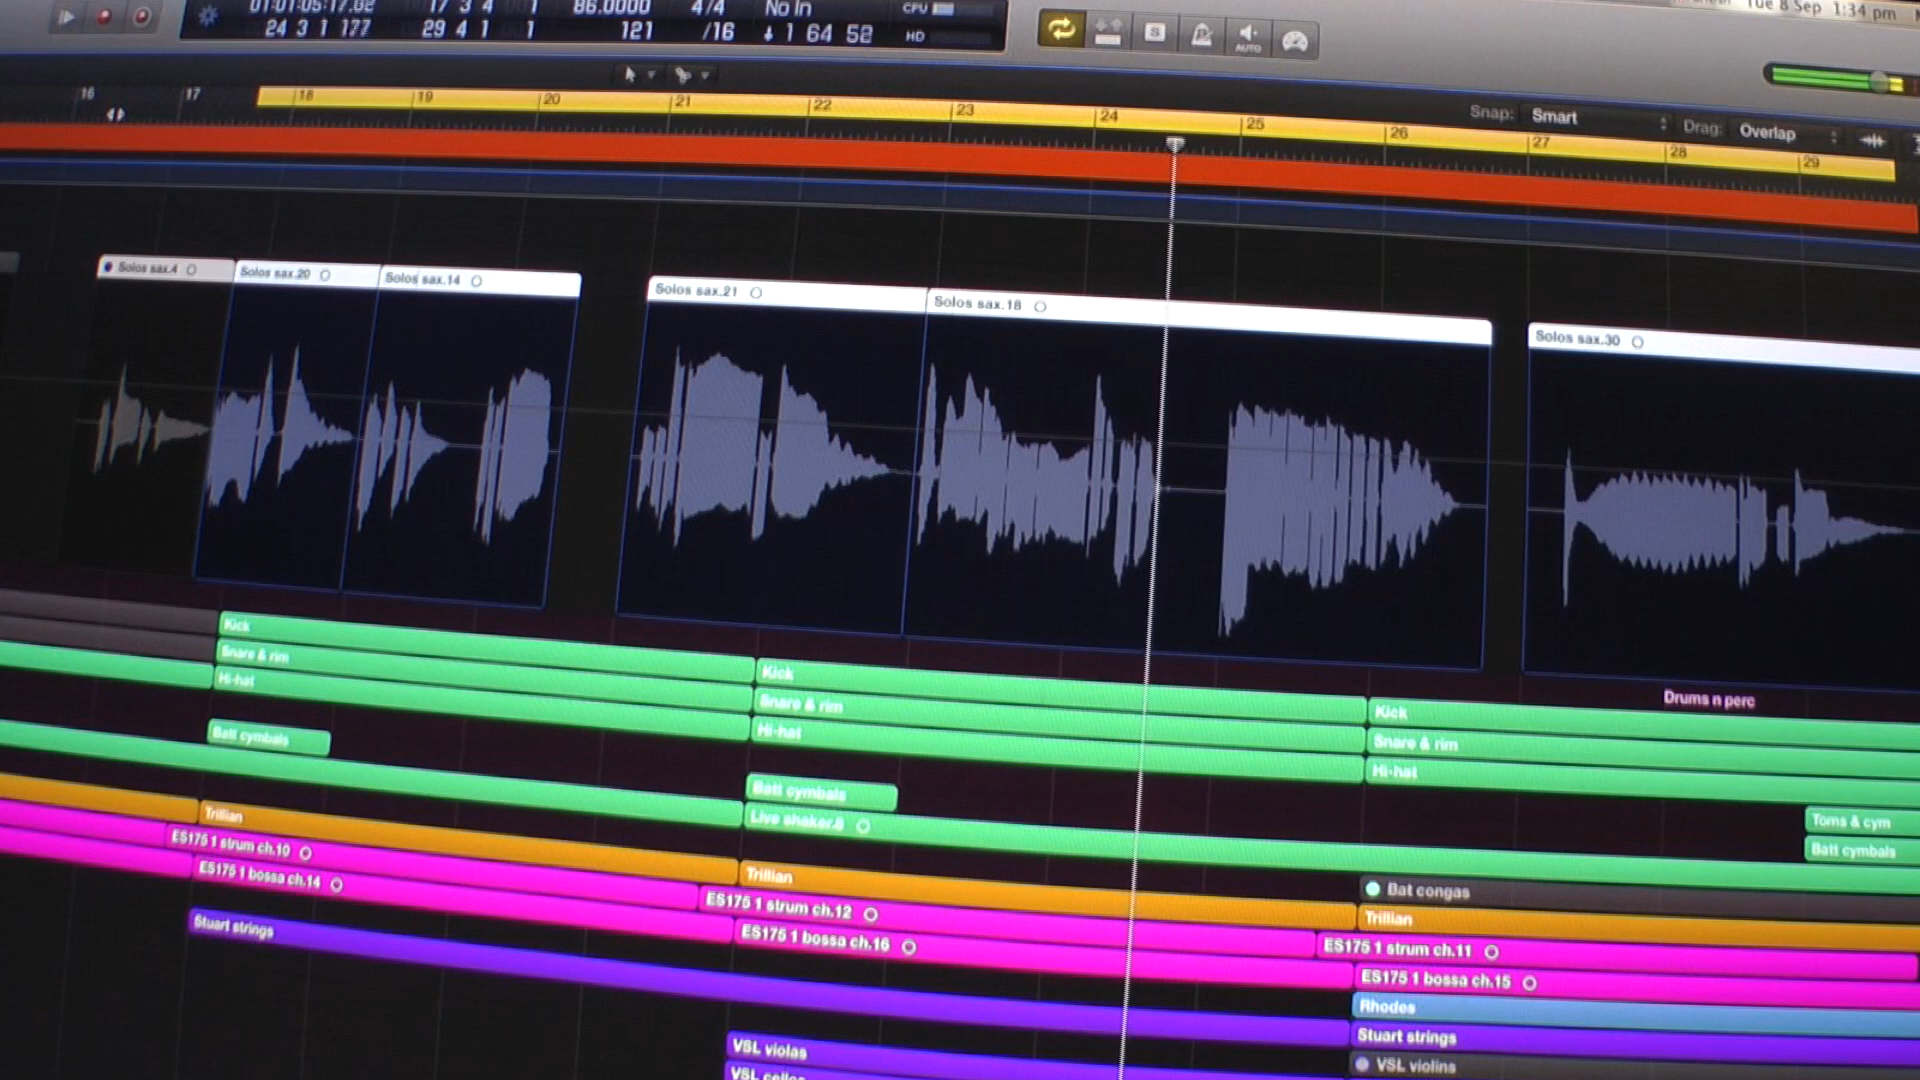 Tue 8 Sep 1:34 pm
17 3 4 1 86.0000 4/4 No In CPU
24 3 1 177 29 4 1 1 121 /16 1 64 52 HD
S
AUTO
16 17 18 19 20 21 22 23 24 25 26 27 28 29
Snap: Smart Drag: Overlap
Solos sax.4 Solos sax.20 Solos sax.14 Solos sax.21 Solos sax.18 Solos sax.30
Drums n perc
Kick Kick Kick
Snare & rim Snare & rim Snare & rim
Hi-hat Hi-hat Hi-hat
Toms & cym
Batt cymbals Batt cymbals Batt cymbals
Live shaker.8
Bat congas
Trillian Trillian Trillian
ES175 1 strum ch.10 ES175 1 strum ch.12 ES175 1 strum ch.11
ES175 1 bossa ch.14 ES175 1 bossa ch.16 ES175 1 bossa ch.15
Rhodes
Stuart strings Stuart strings
VSL violas VSL violins
VSL